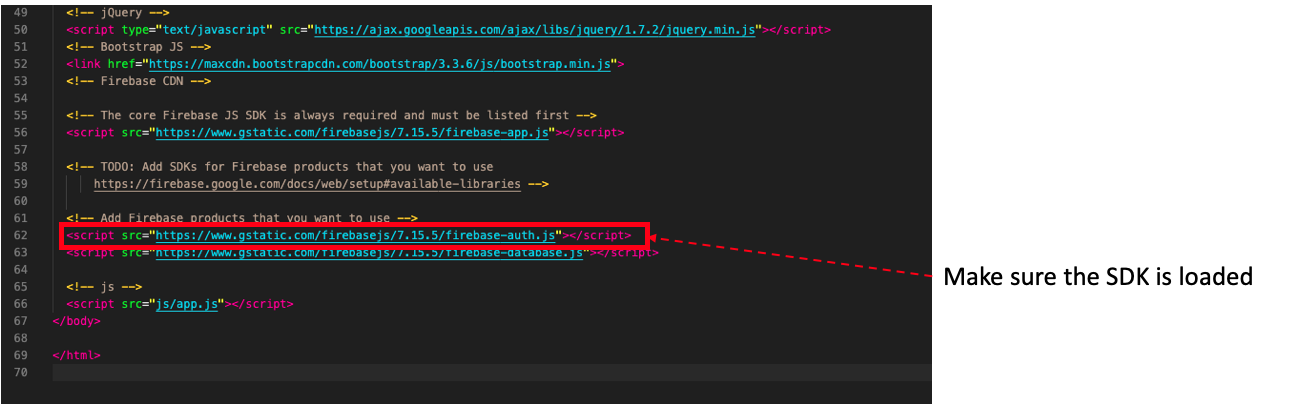 49 <!-- jQuery -->
50 <script type="text/javascript" src="https://ajax.googleapis.com/ajax/libs/jquery/1.7.2/jquery.min.js"></script>
51 <!-- Bootstrap JS -->
52 <link href="https://maxcdn.bootstrapcdn.com/bootstrap/3.3.6/js/bootstrap.min.js">
53 <!-- Firebase CDN -->
54
55 <!-- The core Firebase JS SDK is always required and must be listed first -->
56 <script src="https://www.gstatic.com/firebasejs/7.15.5/firebase-app.js"></script>
57
58 <!-- TODO: Add SDKs for Firebase products that you want to use
59 https://firebase.google.com/docs/web/setup#available-libraries -->
60
61 <!-- Add Firebase products that you want to use -->
62 <script src="https://www.gstatic.com/firebasejs/7.15.5/firebase-auth.js"></script>
63 <script src="https://www.gstatic.com/firebasejs/7.15.5/firebase-database.js"></script>
64
65 <!-- js -->
66 <script src="js/app.js"></script>
67 </body>
68
69 </html>
70
Make sure the SDK is loaded